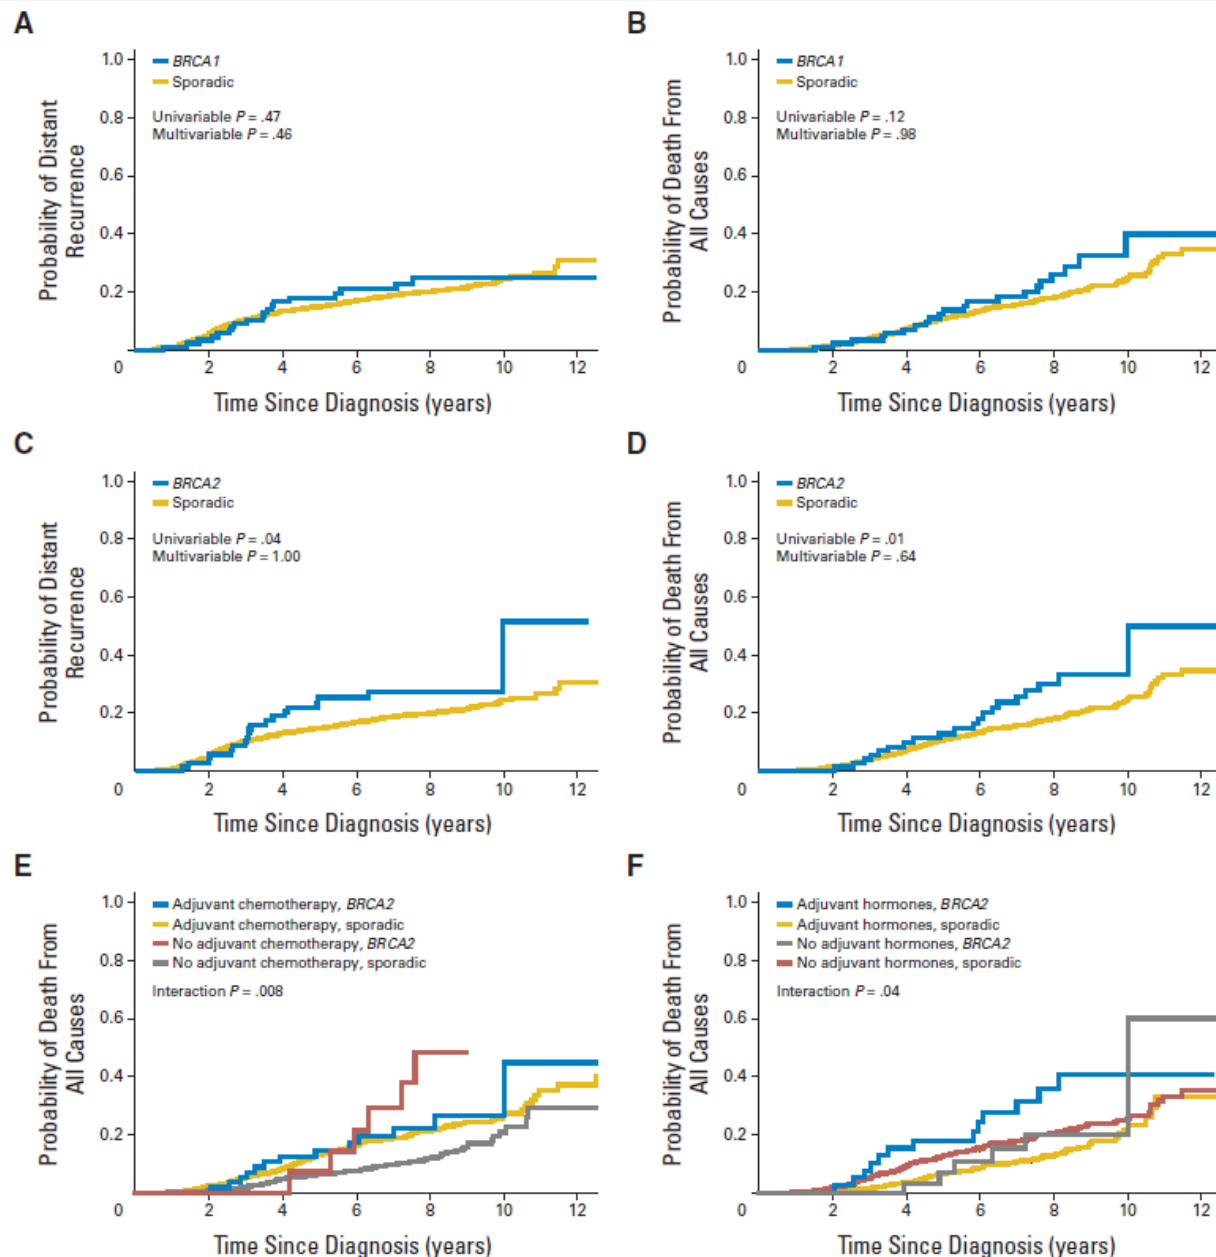 A
Probability of Distant
Recurrence
1.0
0.8
0.6
0.4
0.2
0
BRCA1
Sporadic
Univariable P = .47
Multivariable P = .46
2 4 6 8 10 12
Time Since Diagnosis (years)
B
Probability of Death From
All Causes
1.0
0.8
0.6
0.4
0.2
0
BRCA1
Sporadic
Univariable P = .12
Multivariable P = .98
2 4 6 8 10 12
Time Since Diagnosis (years)
C
Probability of Distant
Recurrence
1.0
0.8
0.6
0.4
0.2
0
BRCA2
Sporadic
Univariable P = .04
Multivariable P = 1.00
2 4 6 8 10 12
Time Since Diagnosis (years)
D
Probability of Death From
All Causes
1.0
0.8
0.6
0.4
0.2
0
BRCA2
Sporadic
Univariable P = .01
Multivariable P = .64
2 4 6 8 10 12
Time Since Diagnosis (years)
E
Probability of Death From
All Causes
1.0
0.8
0.6
0.4
0.2
0
Adjuvant chemotherapy, BRCA2
Adjuvant chemotherapy, sporadic
No adjuvant chemotherapy, BRCA2
No adjuvant chemotherapy, sporadic
Interaction P = .008
2 4 6 8 10 12
Time Since Diagnosis (years)
F
Probability of Death From
All Causes
1.0
0.8
0.6
0.4
0.2
0
Adjuvant hormones, BRCA2
Adjuvant hormones, sporadic
No adjuvant hormones, BRCA2
No adjuvant hormones, sporadic
Interaction P = .04
2 4 6 8 10 12
Time Since Diagnosis (years)